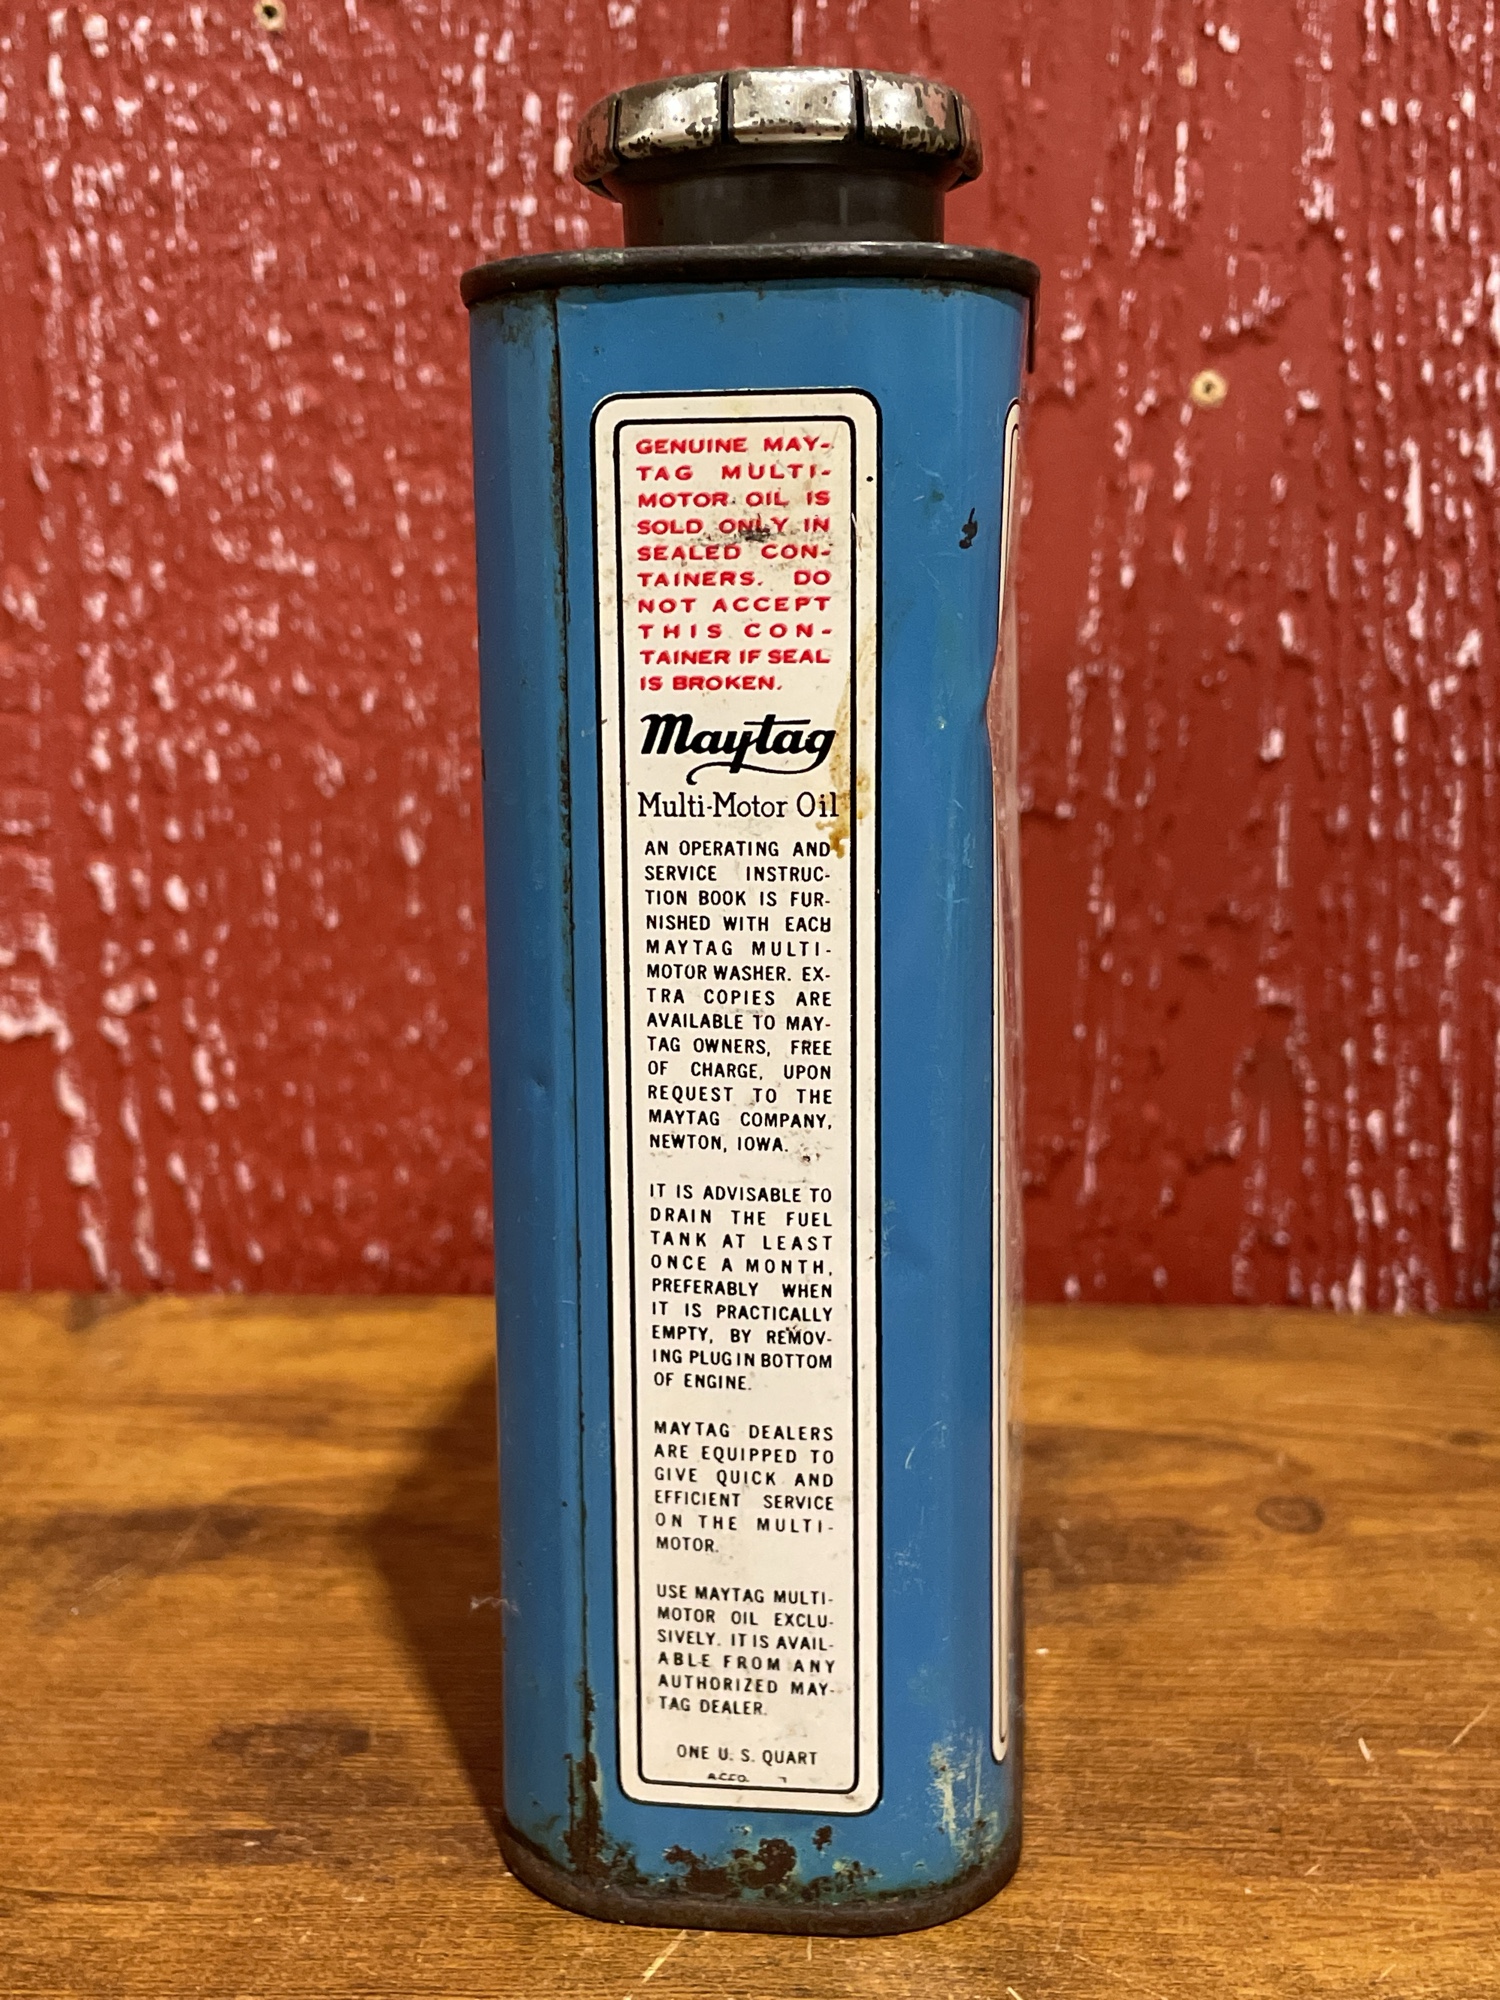 GENUINE MAY-
TAG MULTI-
MOTOR OIL IS
SOLD ONLY IN
SEALED CON-
TAINERS. DO
NOT ACCEPT
THIS CON-
TAINER IF SEAL
IS BROKEN.
Maytag
Multi-Motor Oil
AN OPERATING AND
SERVICE INSTRUC-
TION BOOK IS FUR-
NISHED WITH EACH
MAYTAG MULTI-
MOTOR WASHER. EX-
TRA COPIES ARE
AVAILABLE TO MAY-
TAG OWNERS, FREE
OF CHARGE, UPON
REQUEST TO THE
MAYTAG COMPANY,
NEWTON, IOWA.
IT IS ADVISABLE TO
DRAIN THE FUEL
TANK AT LEAST
ONCE A MONTH,
PREFERABLY WHEN
IT IS PRACTICALLY
EMPTY, BY REMOV-
ING PLUG IN BOTTOM
OF ENGINE.
MAYTAG DEALERS
ARE EQUIPPED TO
GIVE QUICK AND
EFFICIENT SERVICE
ON THE MULTI-
MOTOR.
USE MAYTAG MULTI-
MOTOR OIL EXCLU-
SIVELY. IT IS AVAIL-
ABLE FROM ANY
AUTHORIZED MAY-
TAG DEALER.
ONE U. S. QUART